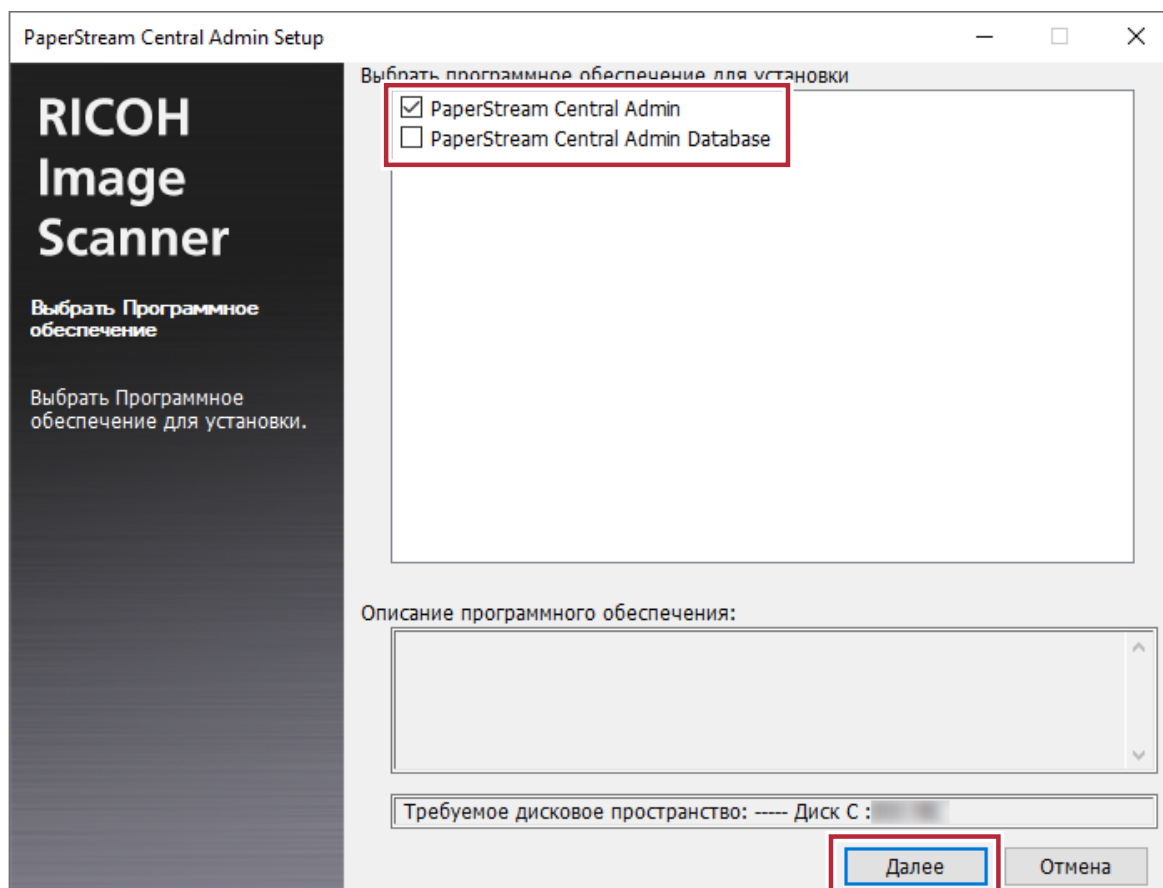 PaperStream Central Admin Setup
RICOH
Image
Scanner
Выбрать Программное
обеспечение
Выбрать Программное
обеспечение для установки.
Выбрать программное обеспечение для установки
PaperStream Central Admin
PaperStream Central Admin Database
Описание программного обеспечения:
Требуемое дисковое пространство: ----- Диск C :
Далее
Отмена